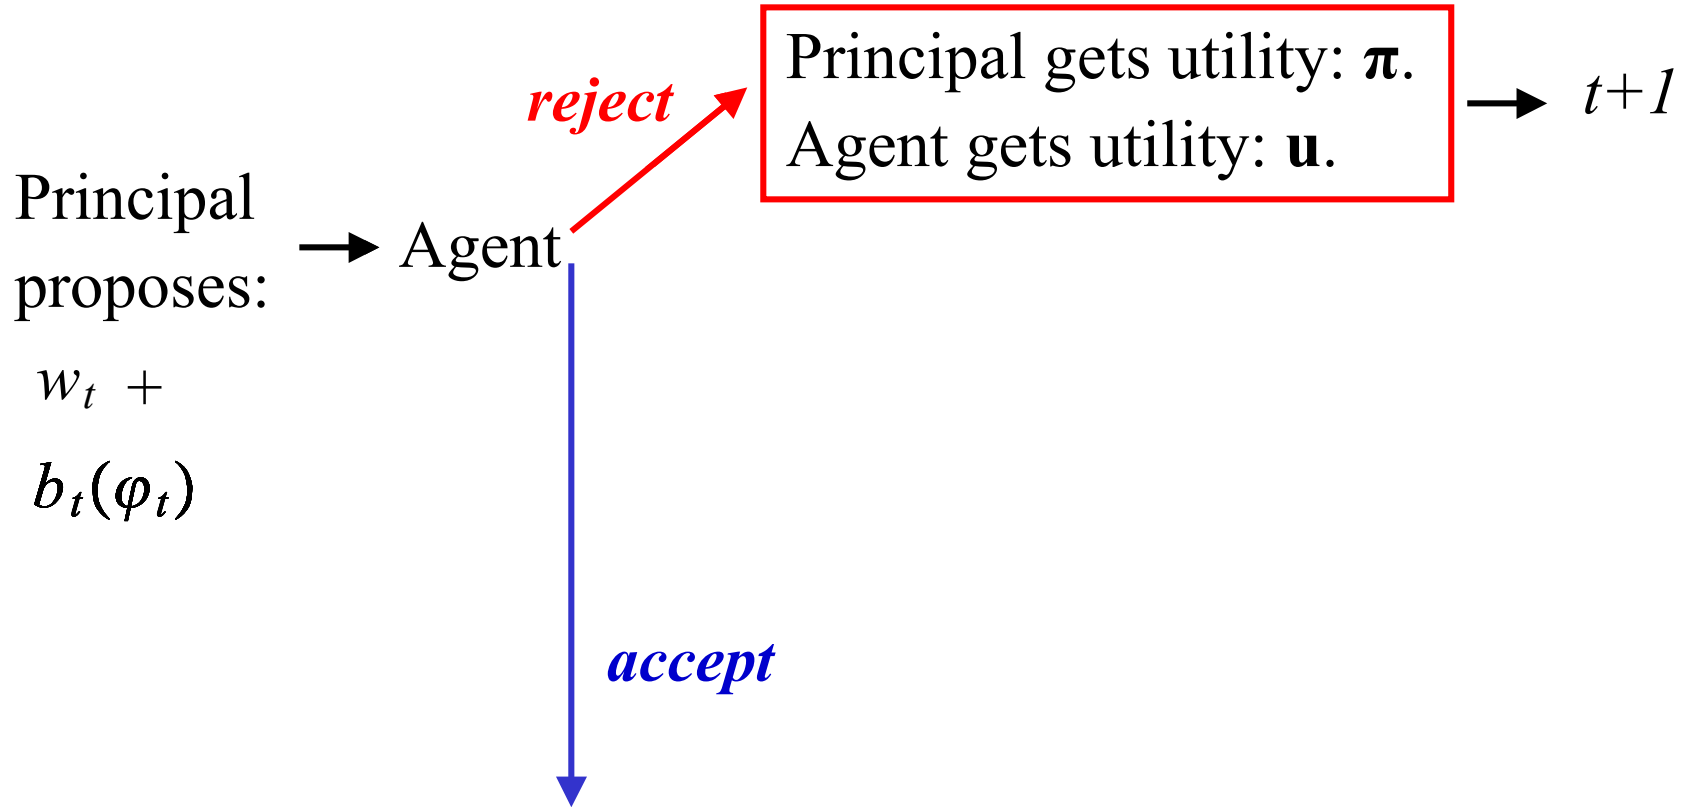 Principal
proposes:
w_t +
b_t(φ_t)
Agent
reject
Principal gets utility: π.
Agent gets utility: u.
t+1
accept